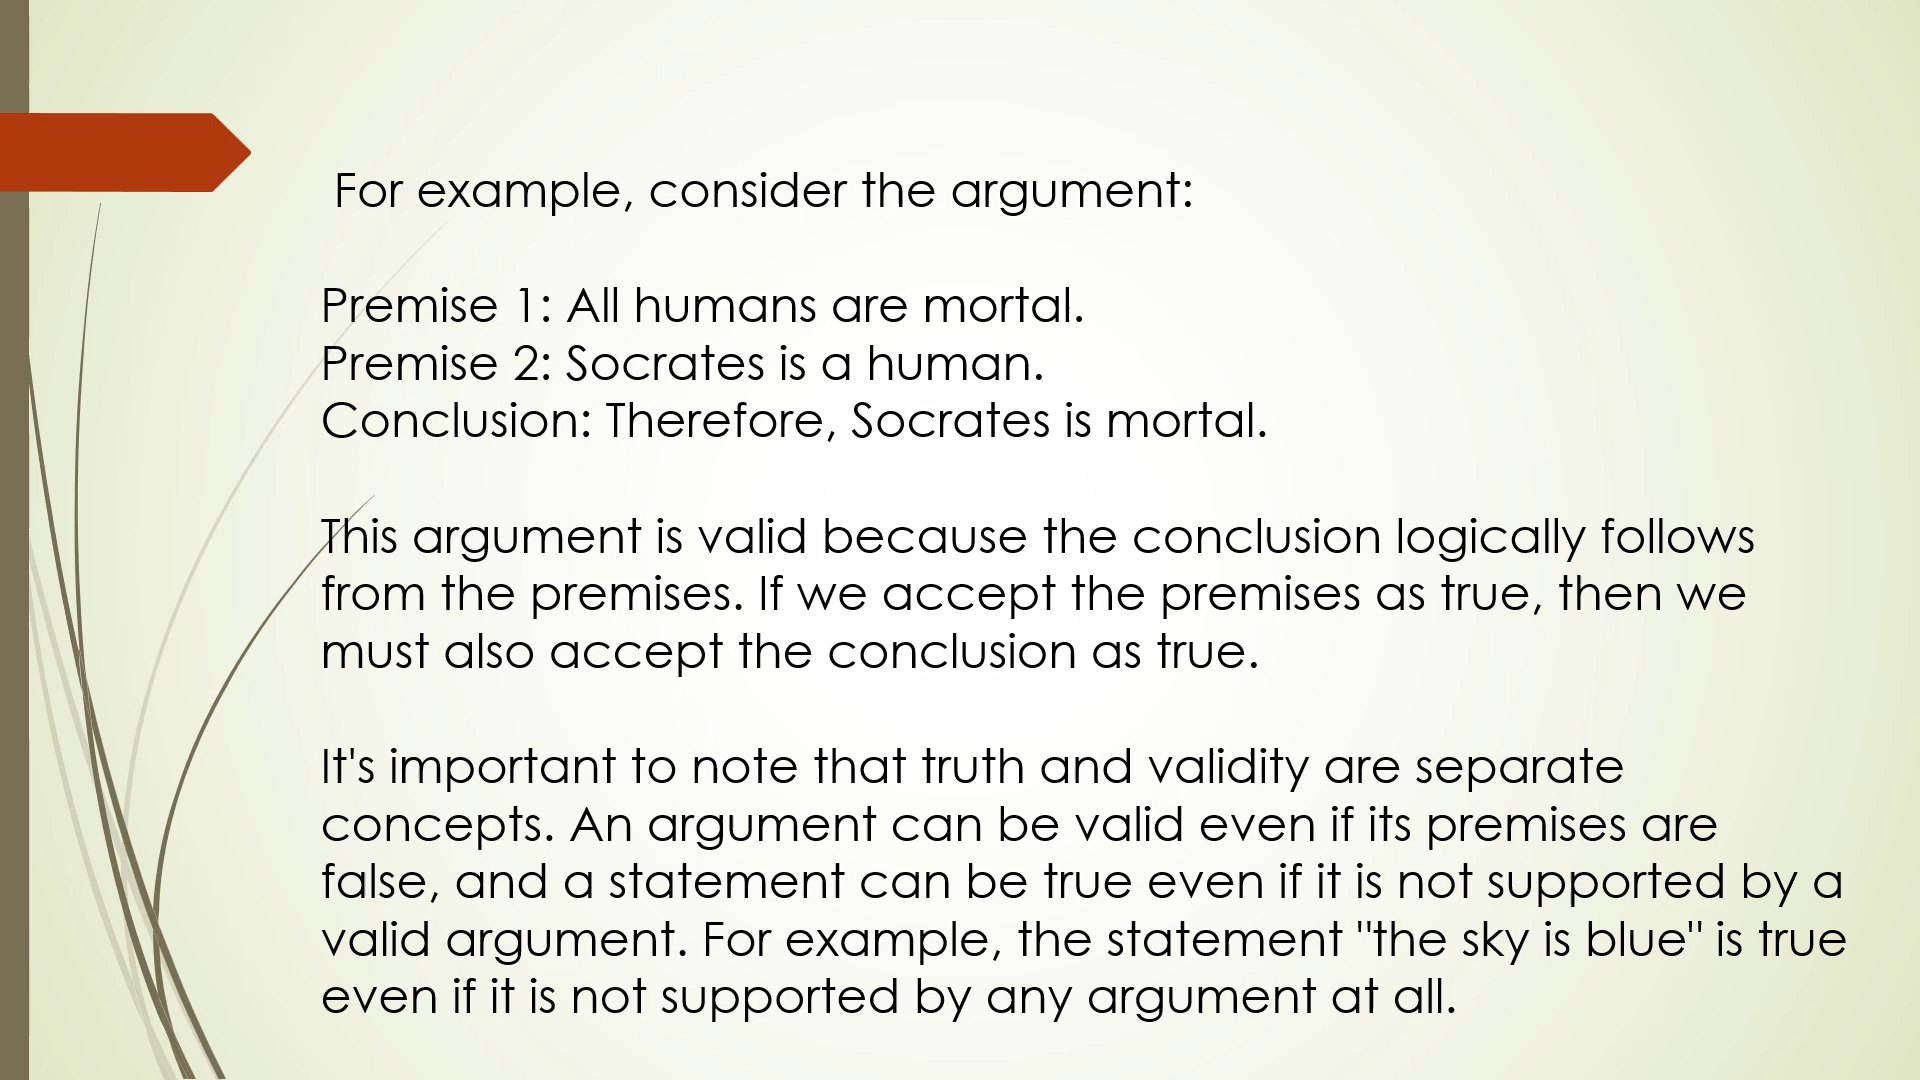 For example, consider the argument:
Premise 1: All humans are mortal.
Premise 2: Socrates is a human.
Conclusion: Therefore, Socrates is mortal.
This argument is valid because the conclusion logically follows
from the premises. If we accept the premises as true, then we
must also accept the conclusion as true.
It's important to note that truth and validity are separate
concepts. An argument can be valid even if its premises are
false, and a statement can be true even if it is not supported by a
valid argument. For example, the statement "the sky is blue" is true
even if it is not supported by any argument at all.